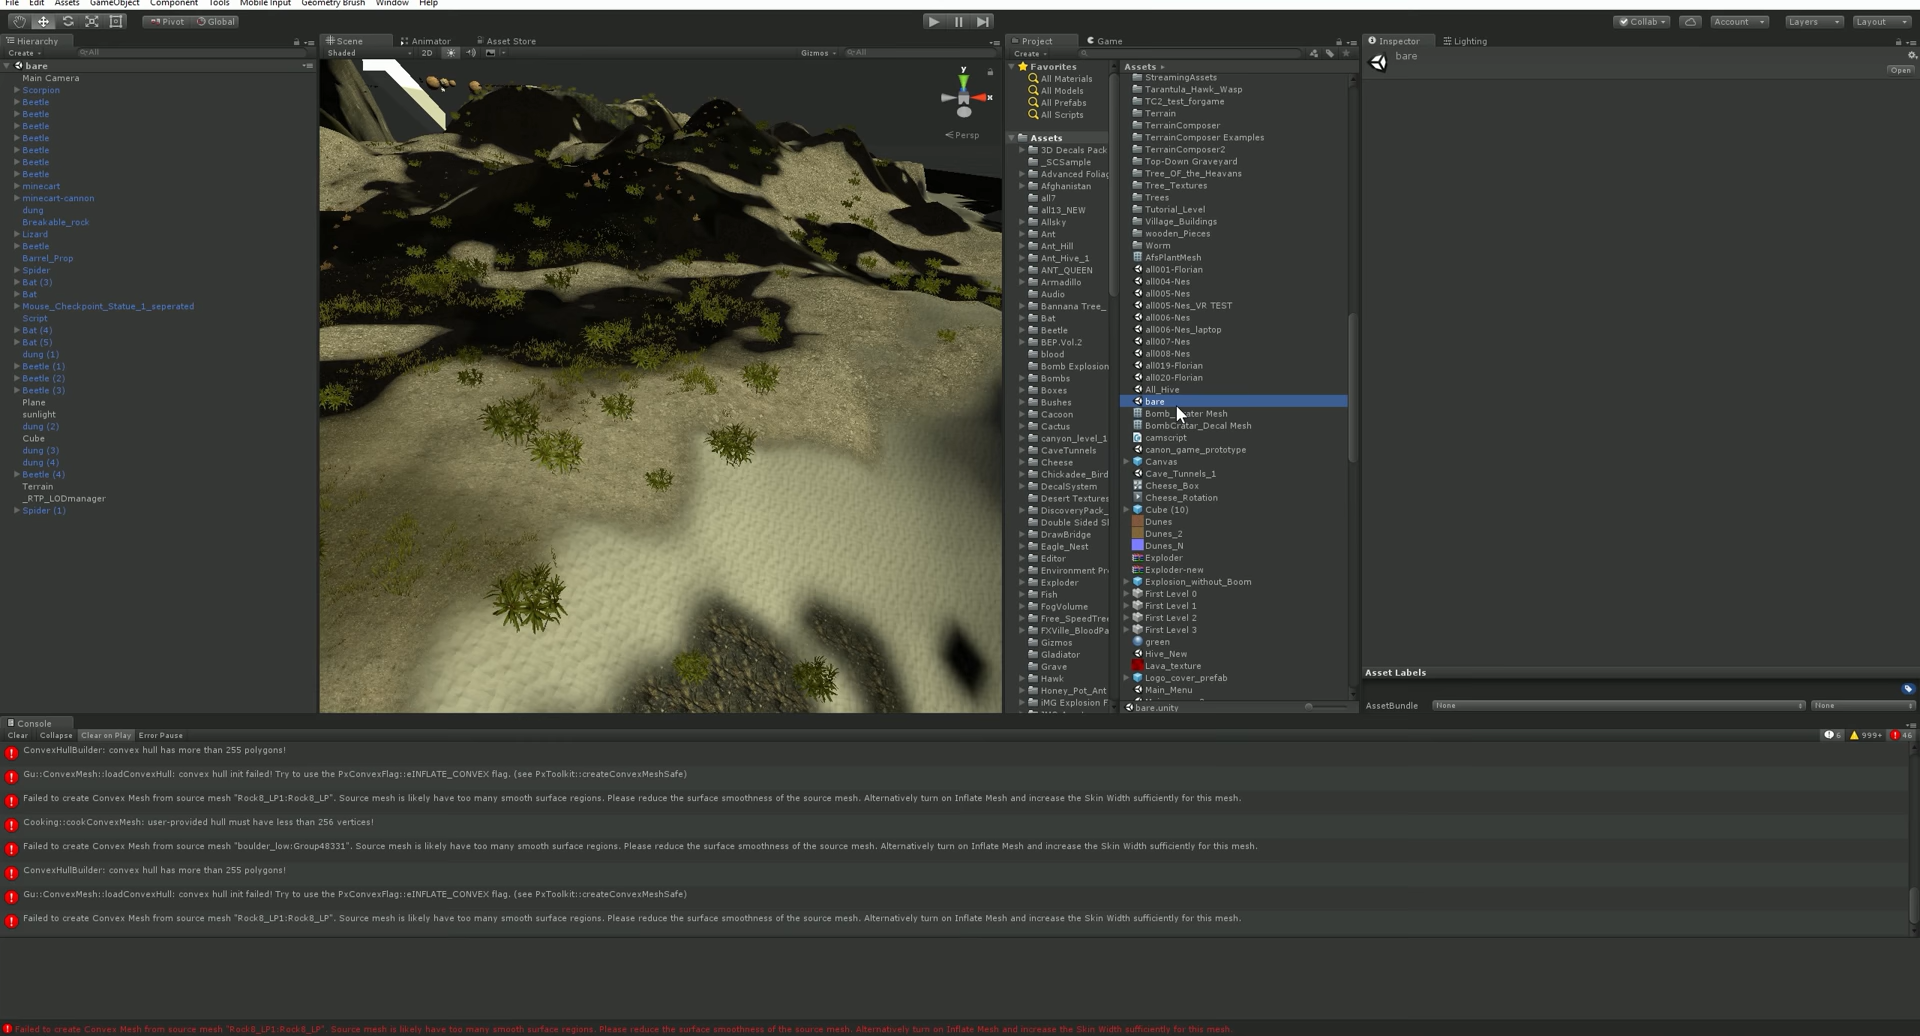 File Edit Assets GameObject Component Tools Mobile Input Geometry Brush Window Help
Pivot Global
Collab Account Layers Layout
Hierarchy
Create All
bare
Main Camera
Scorpion
Beetle
Beetle
Beetle
Beetle
Beetle
Beetle
Beetle
minecart
minecart-cannon
dung
Breakable_rock
Lizard
Beetle
Barrel_Prop
Spider
Bat (3)
Bat
Mouse_Checkpoint_Statue_1_seperated
Script
Bat (4)
Bat (5)
dung (1)
Beetle (1)
Beetle (2)
Beetle (3)
Plane
sunlight
dung (2)
Cube
dung (3)
dung (4)
Beetle (4)
Terrain
_RTP_LODmanager
Spider (1)
Scene Animator Asset Store
Shaded 2D Gizmos All
y
x
Persp
Project Game
Create
Favorites
All Materials
All Models
All Prefabs
All Scripts
Assets
3D Decals Pack
_SCSample
Advanced Foliag
Afghanistan
all7
all13_NEW
Allsky
Ant
Ant_Hill
Ant_Hive_1
ANT_QUEEN
Armadillo
Audio
Bannana Tree_
Bat
Beetle
BEP.Vol.2
blood
Bomb Explosion
Bombs
Boxes
Bushes
Cacoon
Cactus
canyon_level_1
CaveTunnels
Cheese
Chickadee_Bird
DecalSystem
Desert Textures
DiscoveryPack_
Double Sided S
DrawBridge
Eagle_Nest
Editor
Environment Pr
Exploder
Fish
FogVolume
Free_SpeedTree
FXVille_BloodPa
Gizmos
Gladiator
Grave
Hawk
Honey_Pot_Ant
iMG Explosion F
Assets
StreamingAssets
Tarantula_Hawk_Wasp
TC2_test_forgame
Terrain
TerrainComposer
TerrainComposer Examples
TerrainComposer2
Top-Down Graveyard
Tree_OF_the_Heavans
Tree_Textures
Trees
Tutorial_Level
Village_Buildings
wooden_Pieces
Worm
AfsPlantMesh
all001-Florian
all004-Nes
all005-Nes
all005-Nes_VR TEST
all006-Nes
all006-Nes_laptop
all007-Nes
all008-Nes
all019-Florian
all020-Florian
All_Hive
bare
Bomb_ ater Mesh
BombCratar_Decal Mesh
camscript
canon_game_prototype
Canvas
Cave_Tunnels_1
Cheese_Box
Cheese_Rotation
Cube (10)
Dunes
Dunes_2
Dunes_N
Exploder
Exploder-new
Explosion_without_Boom
First Level 0
First Level 1
First Level 2
First Level 3
green
Hive_New
Lava_texture
Logo_cover_prefab
Main_Menu
bare.unity
Inspector Lighting
bare
Open
Asset Labels
AssetBundle None None
Console
Clear Collapse Clear on Play Error Pause 6 999+ 46
ConvexHullBuilder: convex hull has more than 255 polygons!
Gu::ConvexMesh::loadConvexHull: convex hull init failed! Try to use the PxConvexFlag::eINFLATE_CONVEX flag. (see PxToolkit::createConvexMeshSafe)
Failed to create Convex Mesh from source mesh "Rock8_LP1:Rock8_LP". Source mesh is likely have too many smooth surface regions. Please reduce the surface smoothness of the source mesh. Alternatively turn on Inflate Mesh and increase the Skin Width sufficiently for this mesh.
Cooking::cookConvexMesh: user-provided hull must have less than 256 vertices!
Failed to create Convex Mesh from source mesh "boulder_low:Group48331". Source mesh is likely have too many smooth surface regions. Please reduce the surface smoothness of the source mesh. Alternatively turn on Inflate Mesh and increase the Skin Width sufficiently for this mesh.
ConvexHullBuilder: convex hull has more than 255 polygons!
Gu::ConvexMesh::loadConvexHull: convex hull init failed! Try to use the PxConvexFlag::eINFLATE_CONVEX flag. (see PxToolkit::createConvexMeshSafe)
Failed to create Convex Mesh from source mesh "Rock8_LP1:Rock8_LP". Source mesh is likely have too many smooth surface regions. Please reduce the surface smoothness of the source mesh. Alternatively turn on Inflate Mesh and increase the Skin Width sufficiently for this mesh.
Failed to create Convex Mesh from source mesh "Rock8_LP1:Rock8_LP". Source mesh is likely have too many smooth surface regions. Please reduce the surface smoothness of the source mesh. Alternatively turn on Inflate Mesh and increase the Skin Width sufficiently for this mesh.